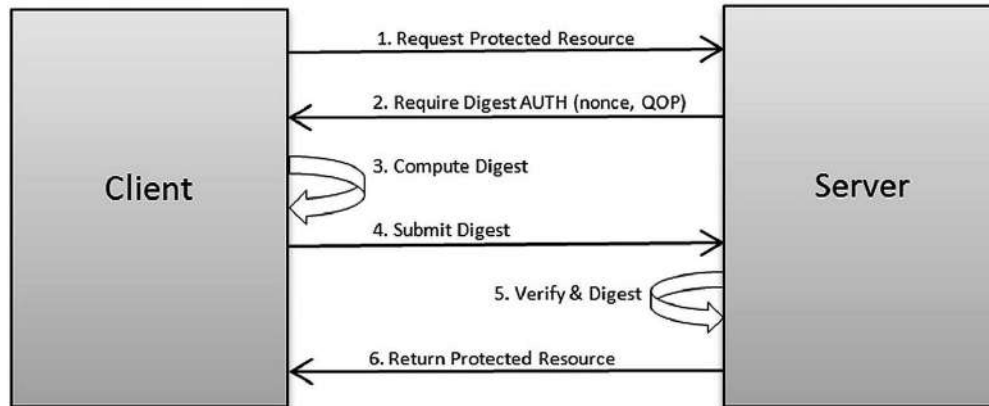 1. Request Protected Resource
2. Require Digest AUTH (nonce, QOP)
3. Compute Digest
Client
Server
4. Submit Digest
5. Verify & Digest
6. Return Protected Resource